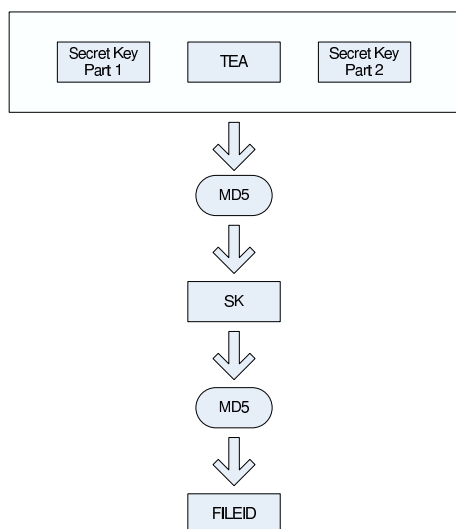 Secret Key
Part 1
TEA
Secret Key
Part 2
MD5
SK
MD5
FILEID